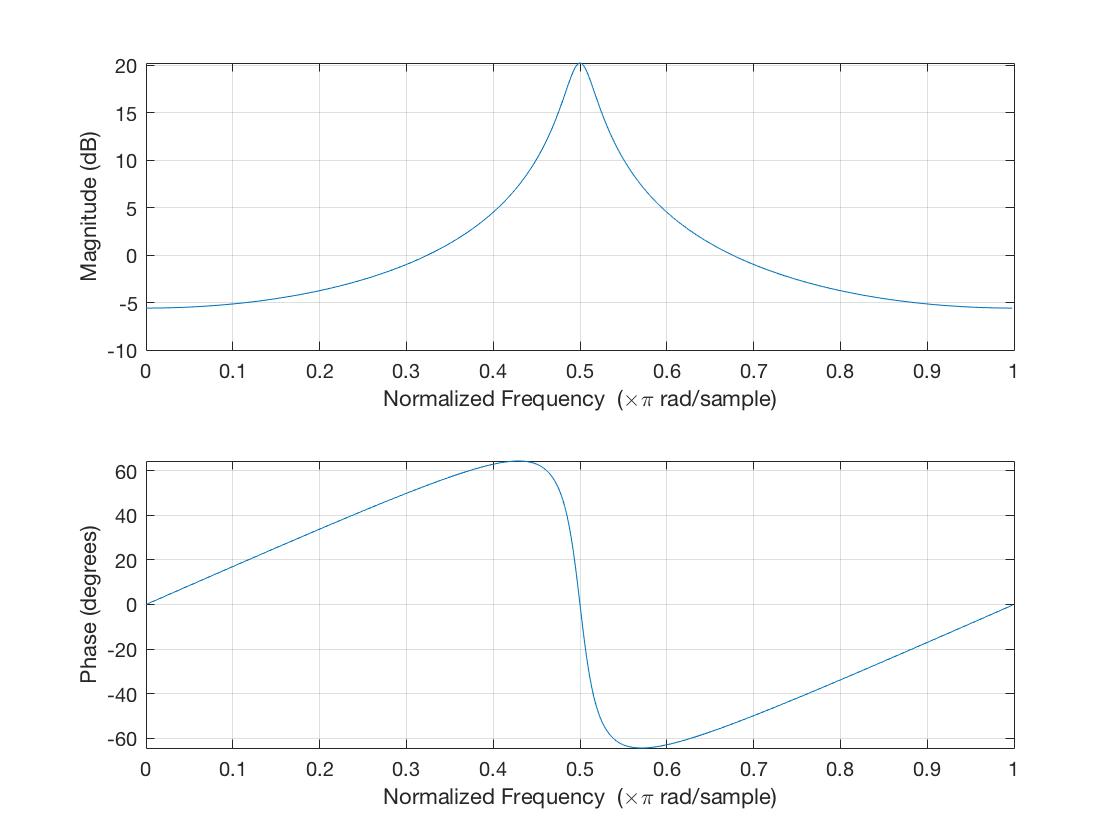 20
15
10
5
0
-5
-10
Magnitude (dB)
0 0.1 0.2 0.3 0.4 0.5 0.6 0.7 0.8 0.9 1
Normalized Frequency (×π rad/sample)
60
40
20
0
-20
-40
-60
Phase (degrees)
0 0.1 0.2 0.3 0.4 0.5 0.6 0.7 0.8 0.9 1
Normalized Frequency (×π rad/sample)